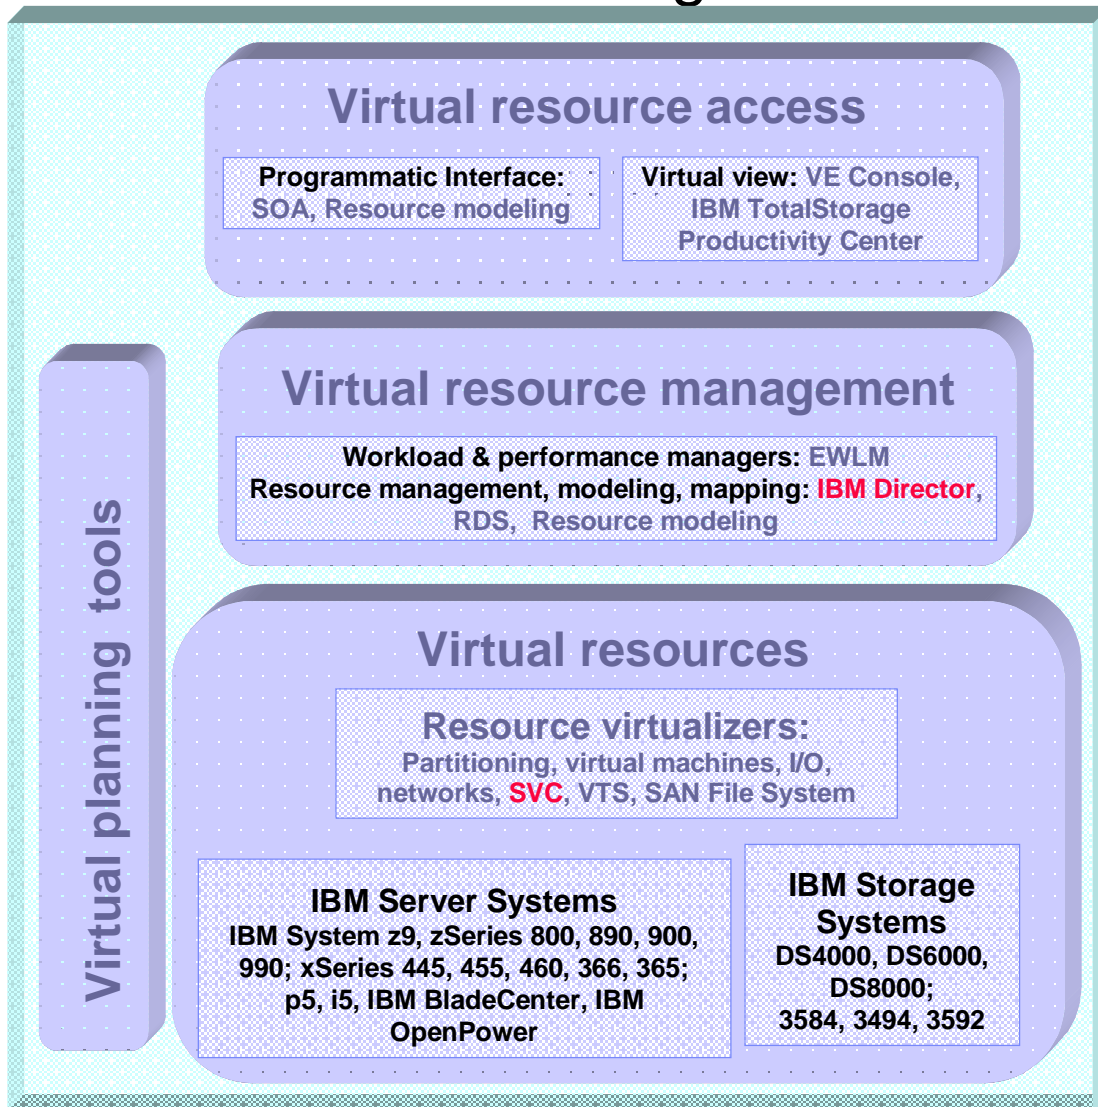 Virtual resource access
Programmatic Interface:
SOA, Resource modeling
Virtual view: VE Console,
IBM TotalStorage
Productivity Center
Virtual resource management
Workload & performance managers: EWLM
Resource management, modeling, mapping: IBM Director,
RDS, Resource modeling
Virtual planning tools
Virtual resources
Resource virtualizers:
Partitioning, virtual machines, I/O,
networks, SVC, VTS, SAN File System
IBM Server Systems
IBM System z9, zSeries 800, 890, 900,
990; xSeries 445, 455, 460, 366, 365;
p5, i5, IBM BladeCenter, IBM
OpenPower
IBM Storage
Systems
DS4000, DS6000,
DS8000;
3584, 3494, 3592